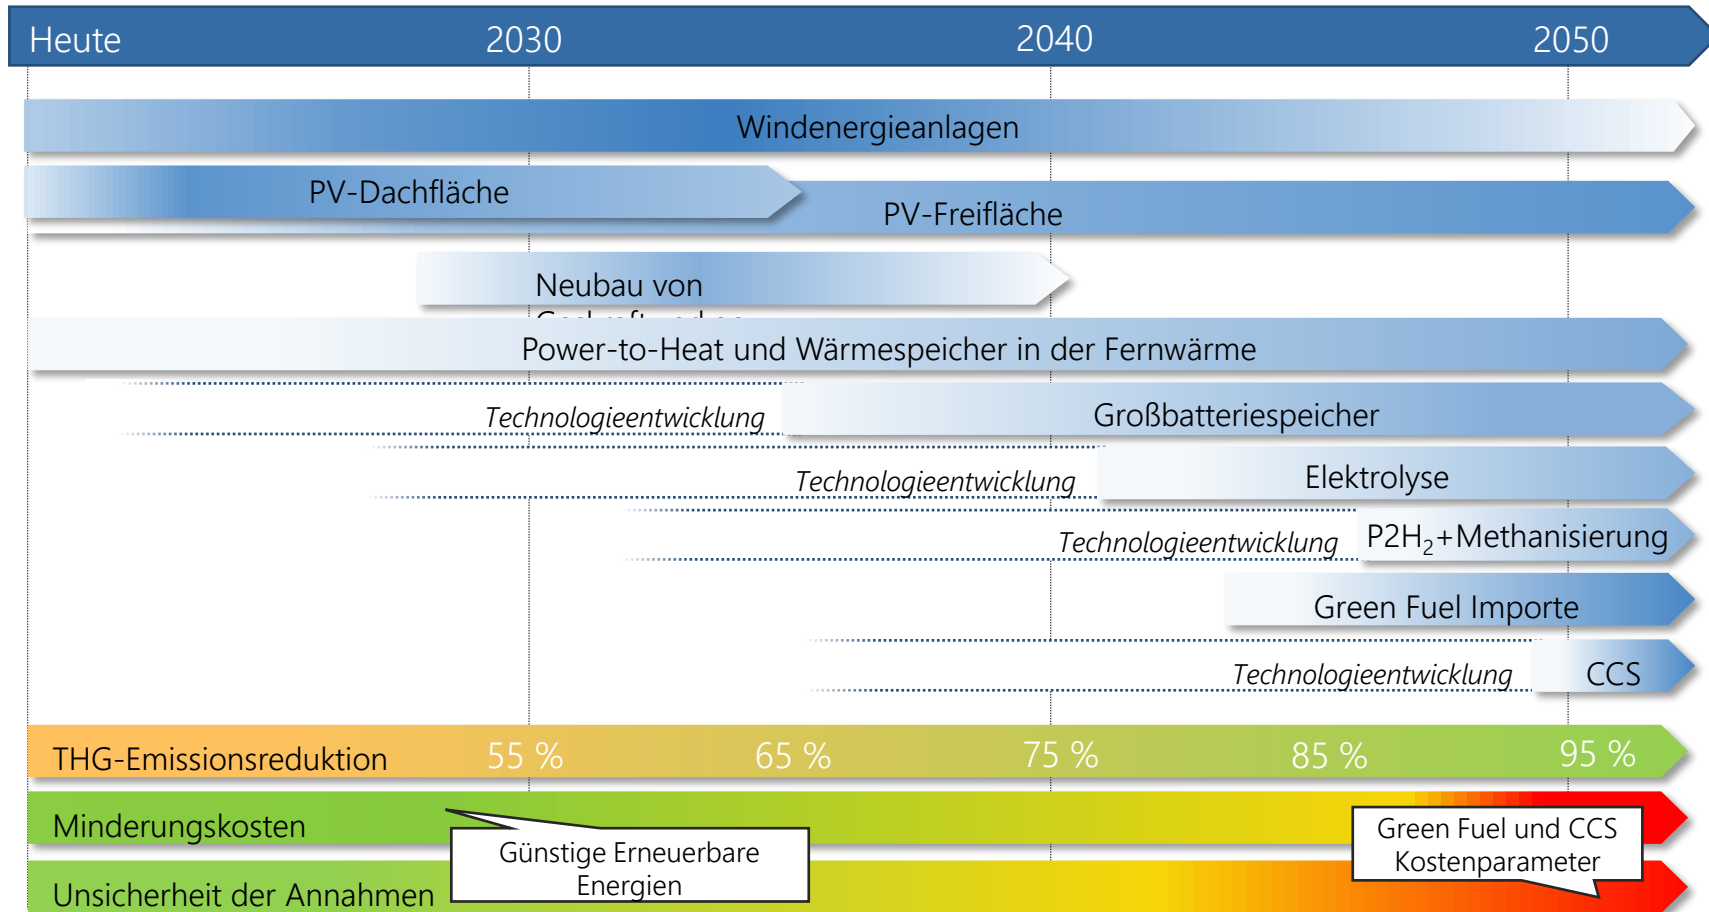 Heute 2030 2040 2050
Windenergieanlagen
PV-Dachfläche
PV-Freifläche
Neubau von
Power-to-Heat und Wärmespeicher in der Fernwärme
Technologieentwicklung Großbatteriespeicher
Technologieentwicklung Elektrolyse
Technologieentwicklung P2H₂+Methanisierung
Green Fuel Importe
Technologieentwicklung CCS
THG-Emissionsreduktion 55 % 65 % 75 % 85 % 95 %
Minderungskosten
Günstige Erneuerbare
Energien
Green Fuel und CCS
Kostenparameter
Unsicherheit der Annahmen